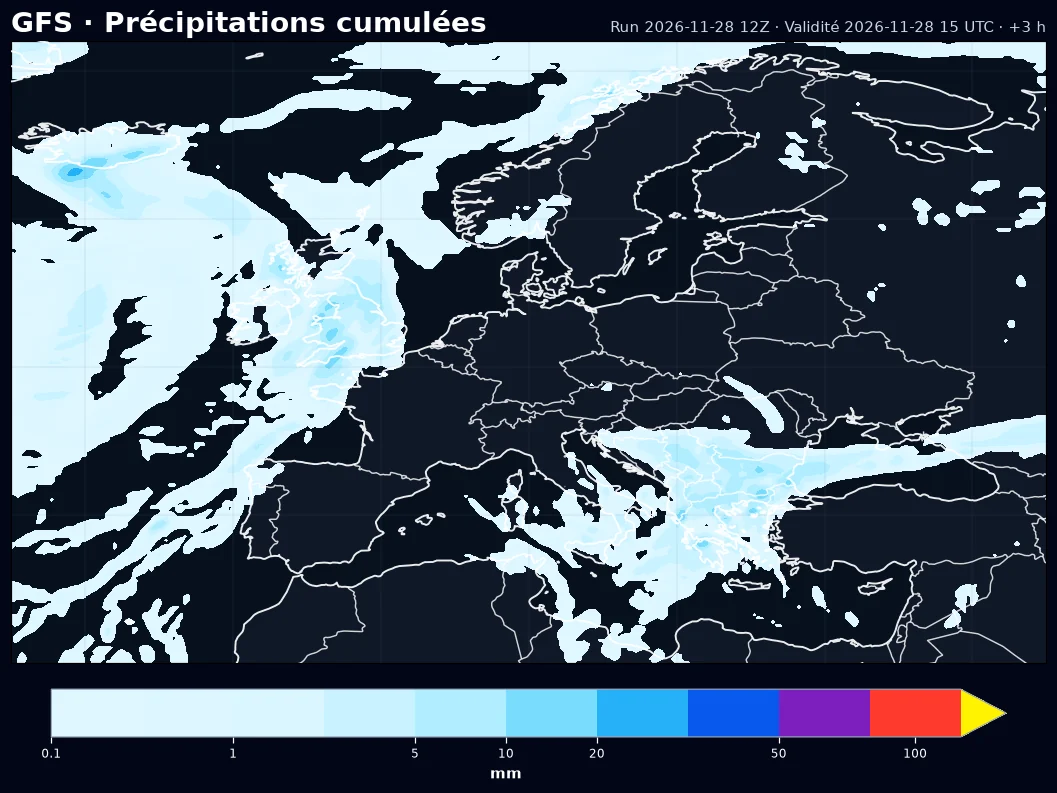 GFS · Précipitations cumulées
Run 2026-11-28 12Z · Validité 2026-11-28 15 UTC · +3 h
0.1 1 5 10 20 50 100
mm